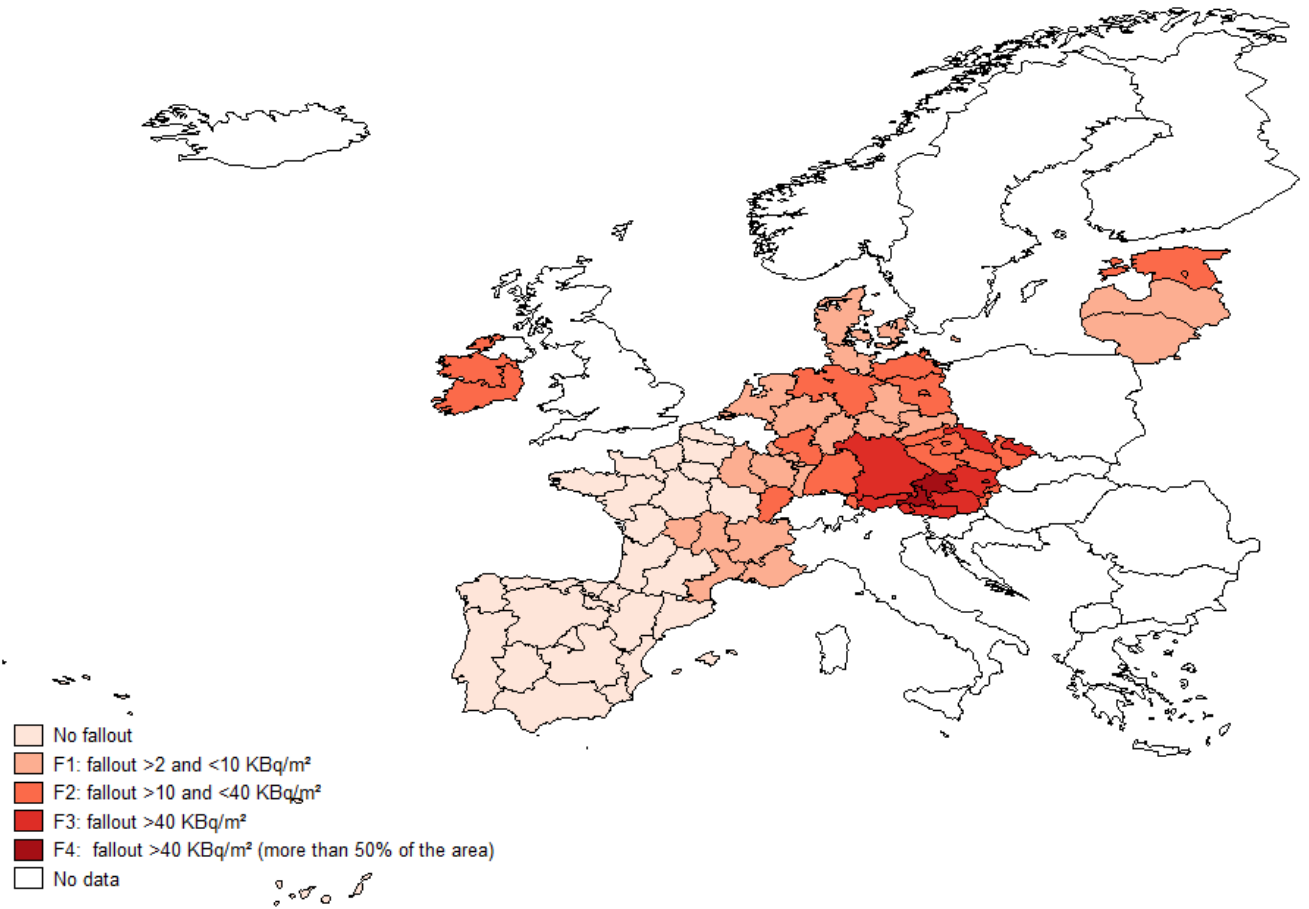 No fallout
F1: fallout >2 and <10 KBq/m²
F2: fallout >10 and <40 KBq/m²
F3: fallout >40 KBq/m²
F4: fallout >40 KBq/m² (more than 50% of the area)
No data